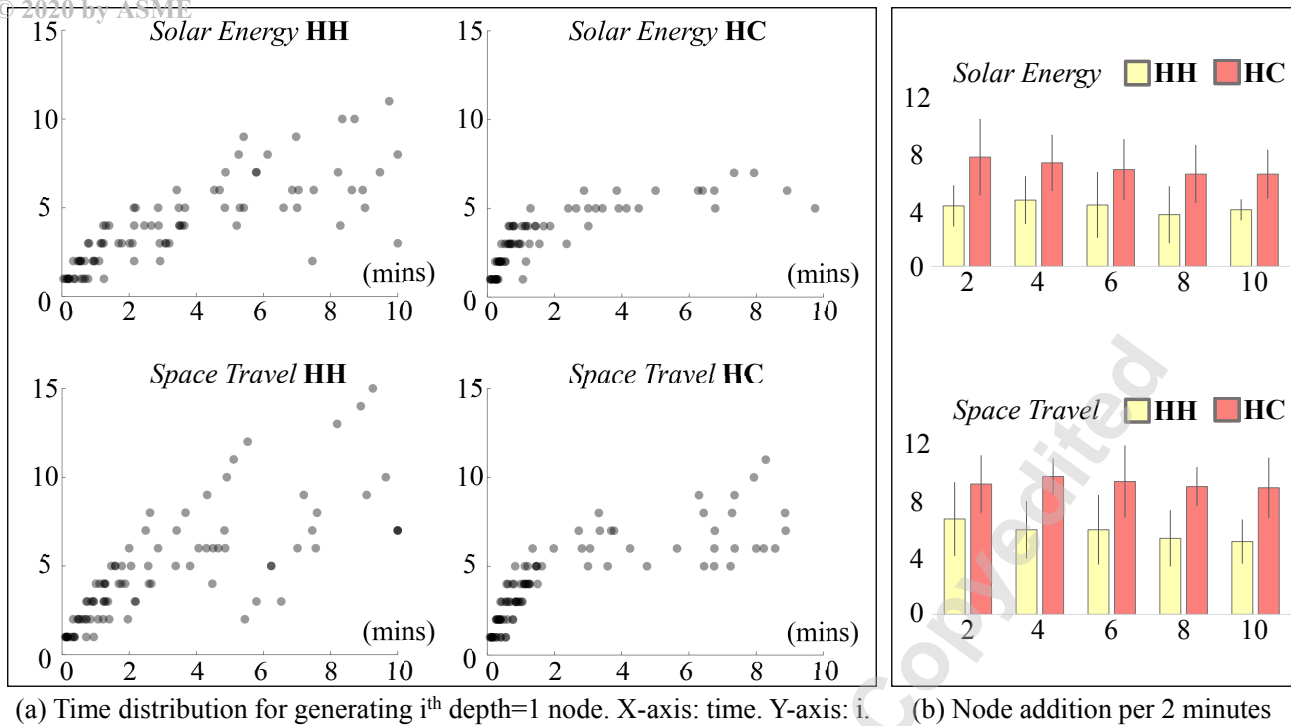 © 2020 by ASME
Solar Energy HH
15
10
5
0
(mins)
0 2 4 6 8 10
Solar Energy HC
15
10
5
0
(mins)
0 2 4 6 8 10
Space Travel HH
15
10
5
0
(mins)
0 2 4 6 8 10
Space Travel HC
15
10
5
0
(mins)
0 2 4 6 8 10
(a) Time distribution for generating ith depth=1 node. X-axis: time. Y-axis: i.
Solar Energy HH HC
12
8
4
0
2 4 6 8 10
Space Travel HH HC
12
8
4
0
2 4 6 8 10
(b) Node addition per 2 minutes
Copyedited